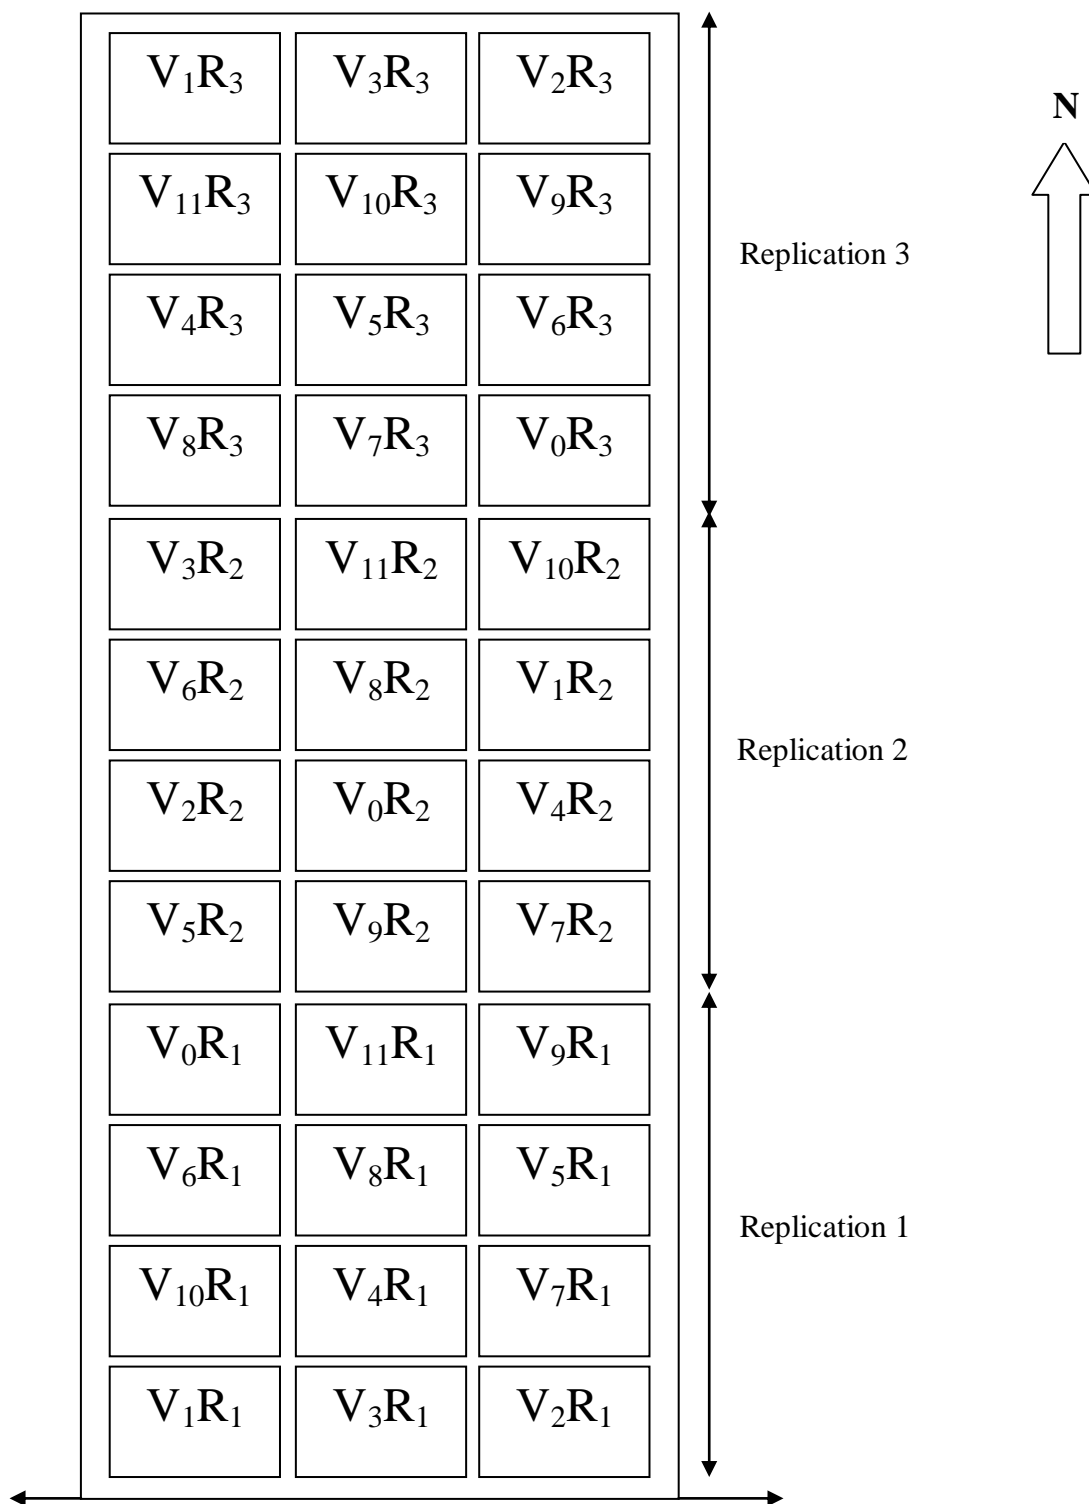 V₁R₃ V₃R₃ V₂R₃
N
V₁₁R₃ V₁₀R₃ V₉R₃
Replication 3
V₄R₃ V₅R₃ V₆R₃
V₈R₃ V₇R₃ V₀R₃
V₃R₂ V₁₁R₂ V₁₀R₂
V₆R₂ V₈R₂ V₁R₂
Replication 2
V₂R₂ V₀R₂ V₄R₂
V₅R₂ V₉R₂ V₇R₂
V₀R₁ V₁₁R₁ V₉R₁
V₆R₁ V₈R₁ V₅R₁
Replication 1
V₁₀R₁ V₄R₁ V₇R₁
V₁R₁ V₃R₁ V₂R₁